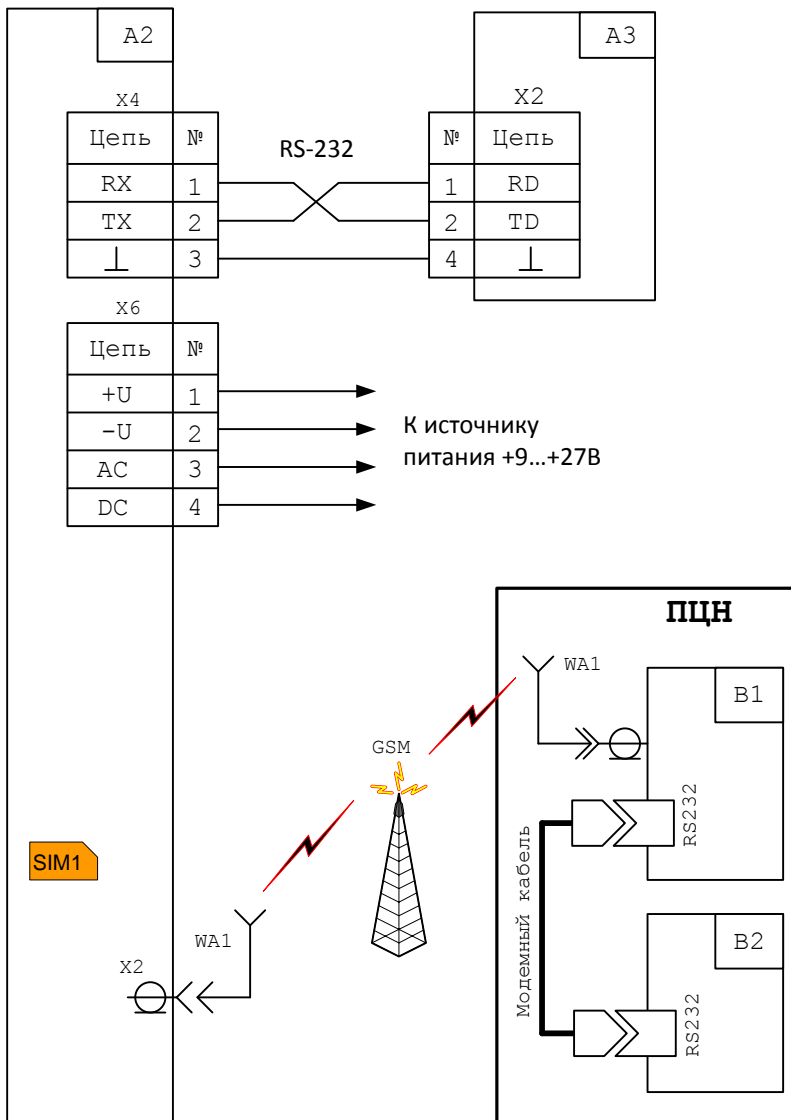 A2
A3
X4
X2
Цепь №
RS-232
№ Цепь
RX 1
1 RD
TX 2
2 TD
⊥ 3
4 ⊥
X6
Цепь №
+U 1
-U 2
AC 3
DC 4
К источнику
питания +9...+27В
ПЦН
WA1
B1
GSM
RS232
SIM1
Модемный кабель
WA1
B2
X2
RS232